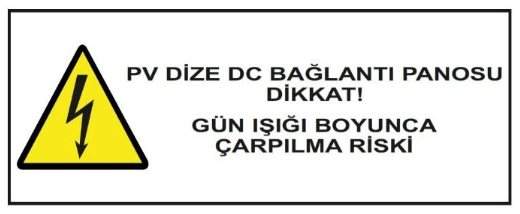 PV DİZE DC BAĞLANTI PANOSU
DİKKAT!
GÜN IŞIĞI BOYUNCA
ÇARPILMA RİSKİ